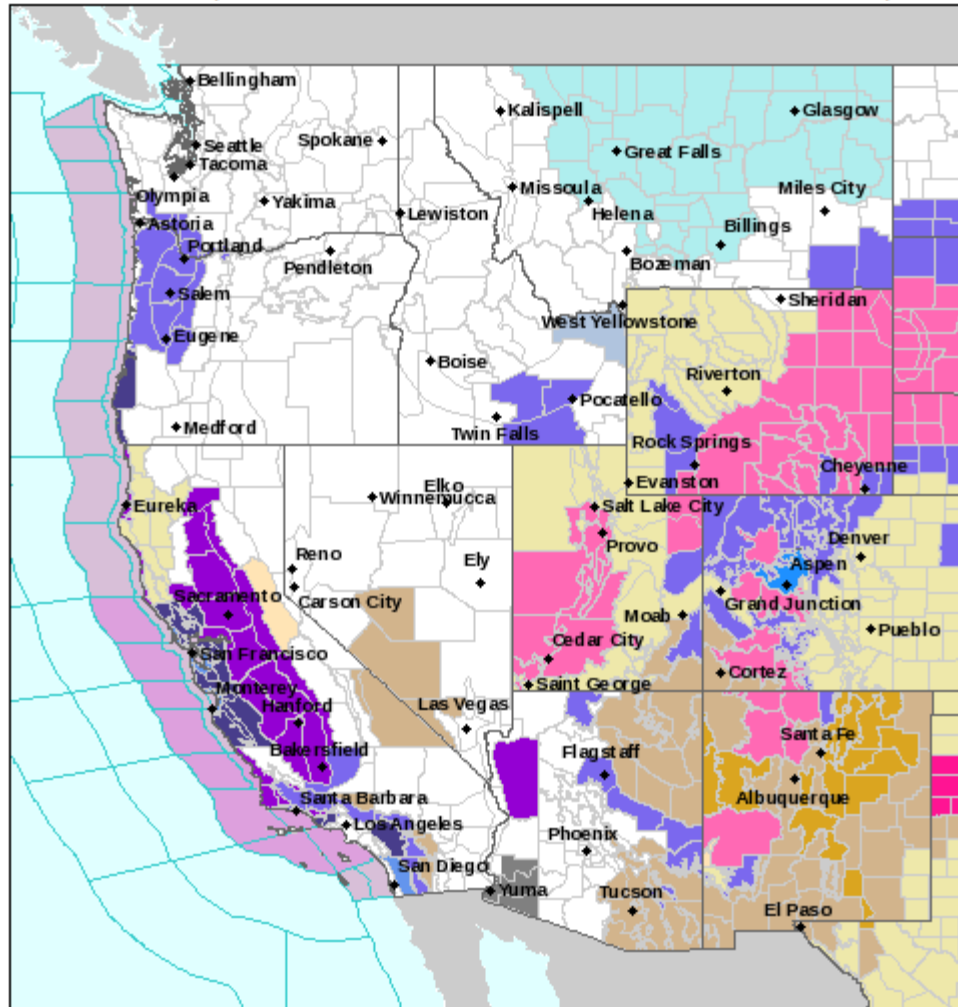 Bellingham
Kalispell
Glasgow
Seattle
Spokane
Great Falls
Tacoma
Olympia
Missoula
Miles City
Yakima
Lewiston
Helena
Astoria
Billings
Portland
Pendleton
Bozeman
Salem
Sheridan
West Yellowstone
Eugene
Boise
Riverton
Pocatello
Medford
Twin Falls
Rock Springs
Cheyenne
Elko
Evanston
Winnemucca
Eureka
Salt Lake City
Provo
Denver
Reno
Ely
Aspen
Sacramento
Carson City
Grand Junction
Moab
Pueblo
San Francisco
Cedar City
Cortez
Monterey
Saint George
Hanford
Las Vegas
Bakersfield
Flagstaff
Santa Fe
Albuquerque
Santa Barbara
Los Angeles
Phoenix
San Diego
Yuma
Tucson
El Paso